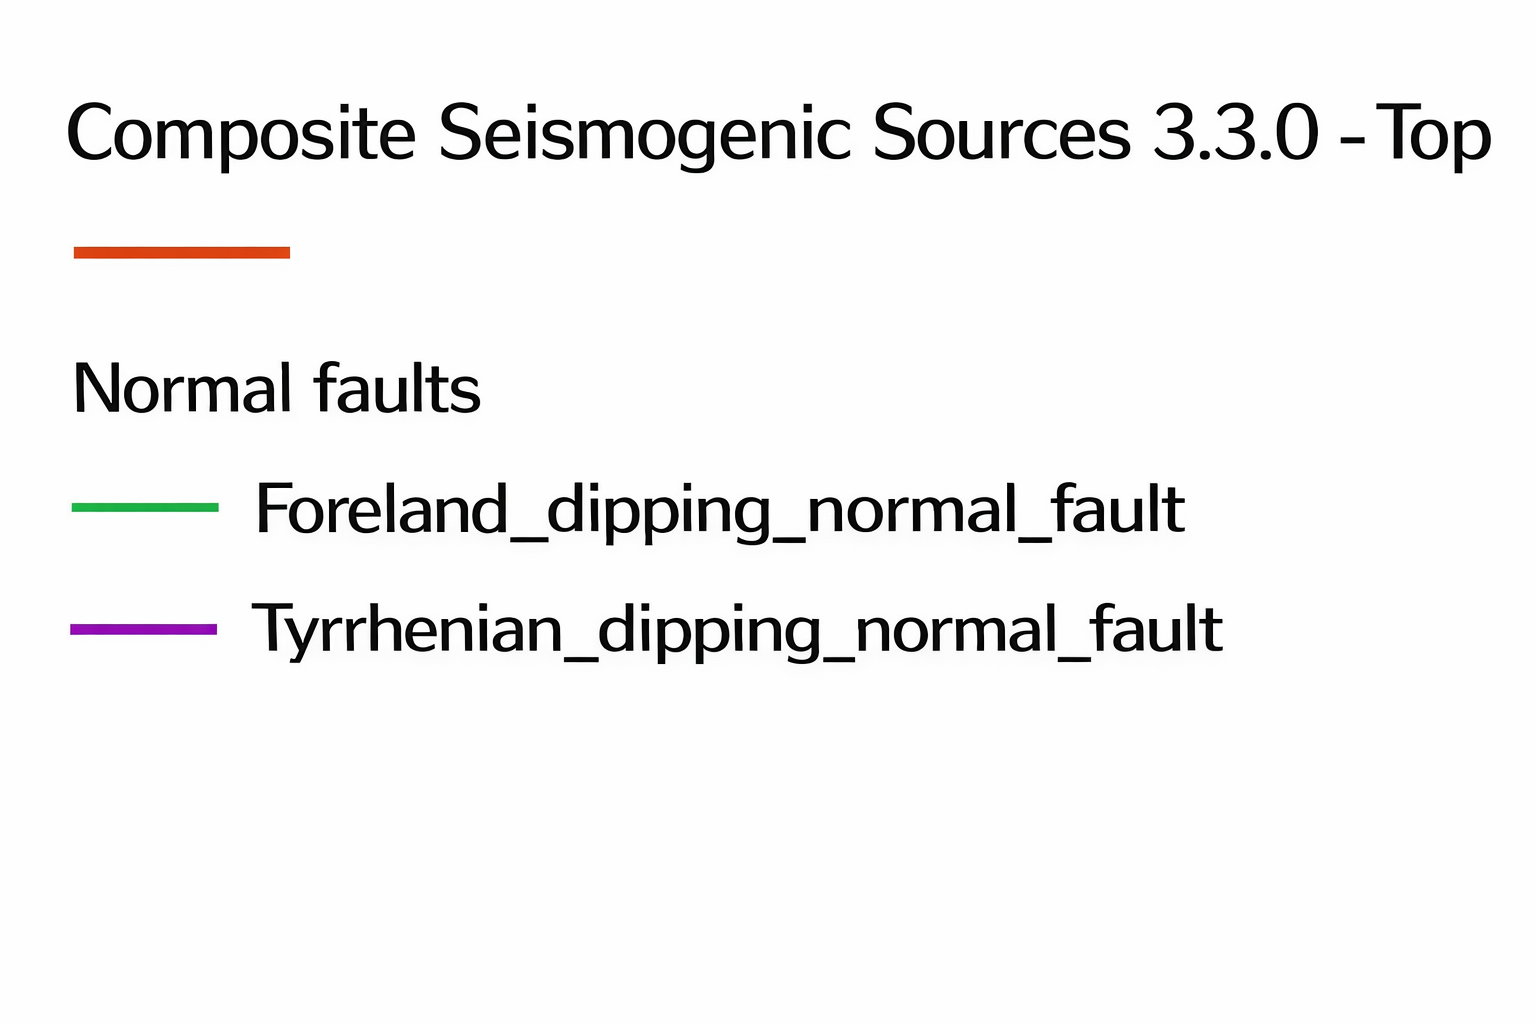 Composite Seismogenic Sources 3.3.0 - Top
Normal faults
Foreland_dipping_normal_fault
Tyrrhenian_dipping_normal_fault